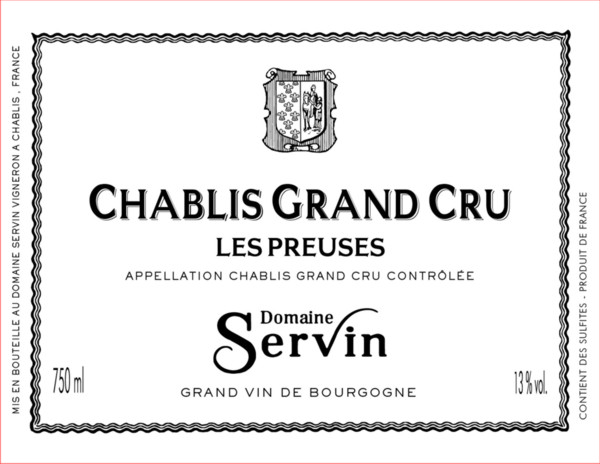 CHABLIS GRAND CRU
LES PREUSES
APPELLATION CHABLIS GRAND CRU CONTRÔLÉE
Domaine
Servin
750 ml
GRAND VIN DE BOURGOGNE
13 % vol.
MIS EN BOUTEILLE AU DOMAINE SERVIN VIGNERON A CHABLIS . FRANCE
CONTIENT DES SULFITES - PRODUIT DE FRANCE